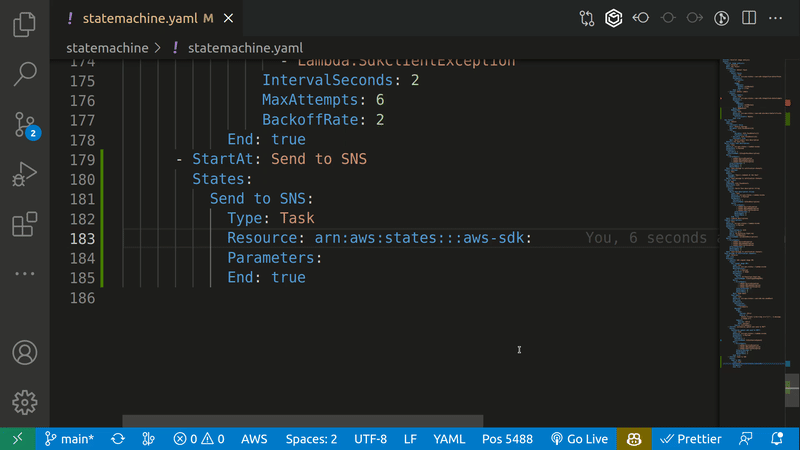 statemachine.yaml M
statemachine > statemachine.yaml
174 - Lambda.SdkClientException
175 IntervalSeconds: 2
176 MaxAttempts: 6
177 BackoffRate: 2
178 End: true
179 - StartAt: Send to SNS
180 States:
181 Send to SNS:
182 Type: Task
183 Resource: arn:aws:states:::aws-sdk: You, 6 seconds
184 Parameters:
185 End: true
186
2
main* 0 0 AWS Spaces: 2 UTF-8 LF YAML Pos 5488 Go Live Prettier